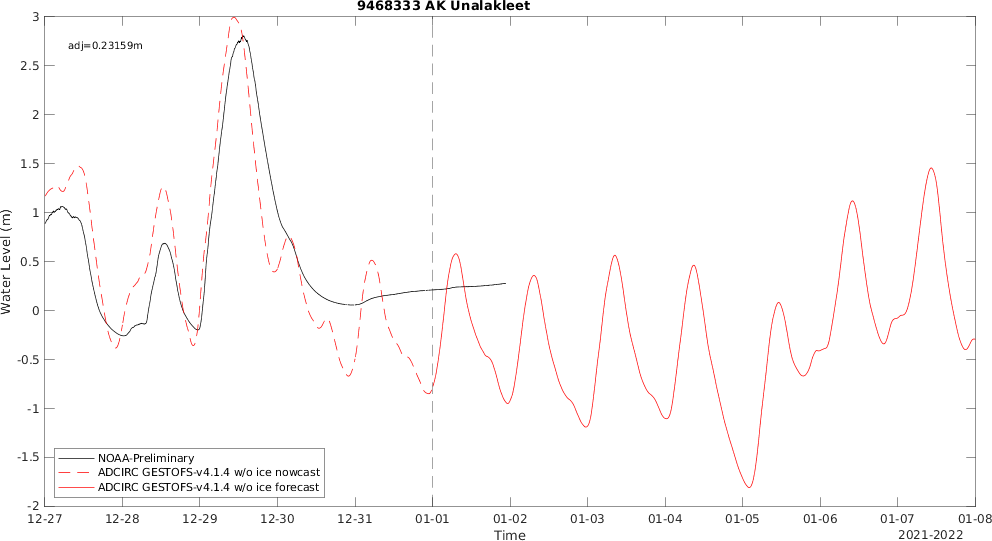 9468333 AK Unalakleet
adj=0.23159m
3
2.5
2
1.5
1
0.5
0
-0.5
-1
-1.5
-2
Water Level (m)
NOAA-Preliminary
ADCIRC GESTOFS-v4.1.4 w/o ice nowcast
ADCIRC GESTOFS-v4.1.4 w/o ice forecast
12-27 12-28 12-29 12-30 12-31 01-01 01-02 01-03 01-04 01-05 01-06 01-07 01-08
Time
2021-2022